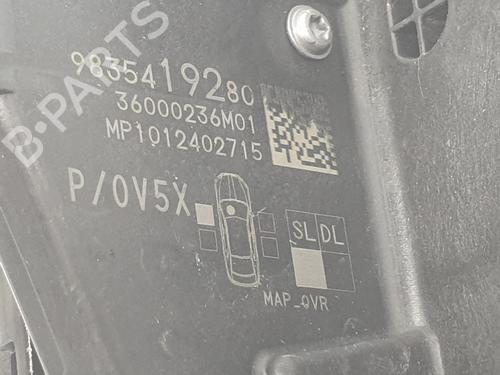 B-PARTS
9835419280
36000236M01
MP1012402715
P/0V5X
SL DL
MAP_OVR